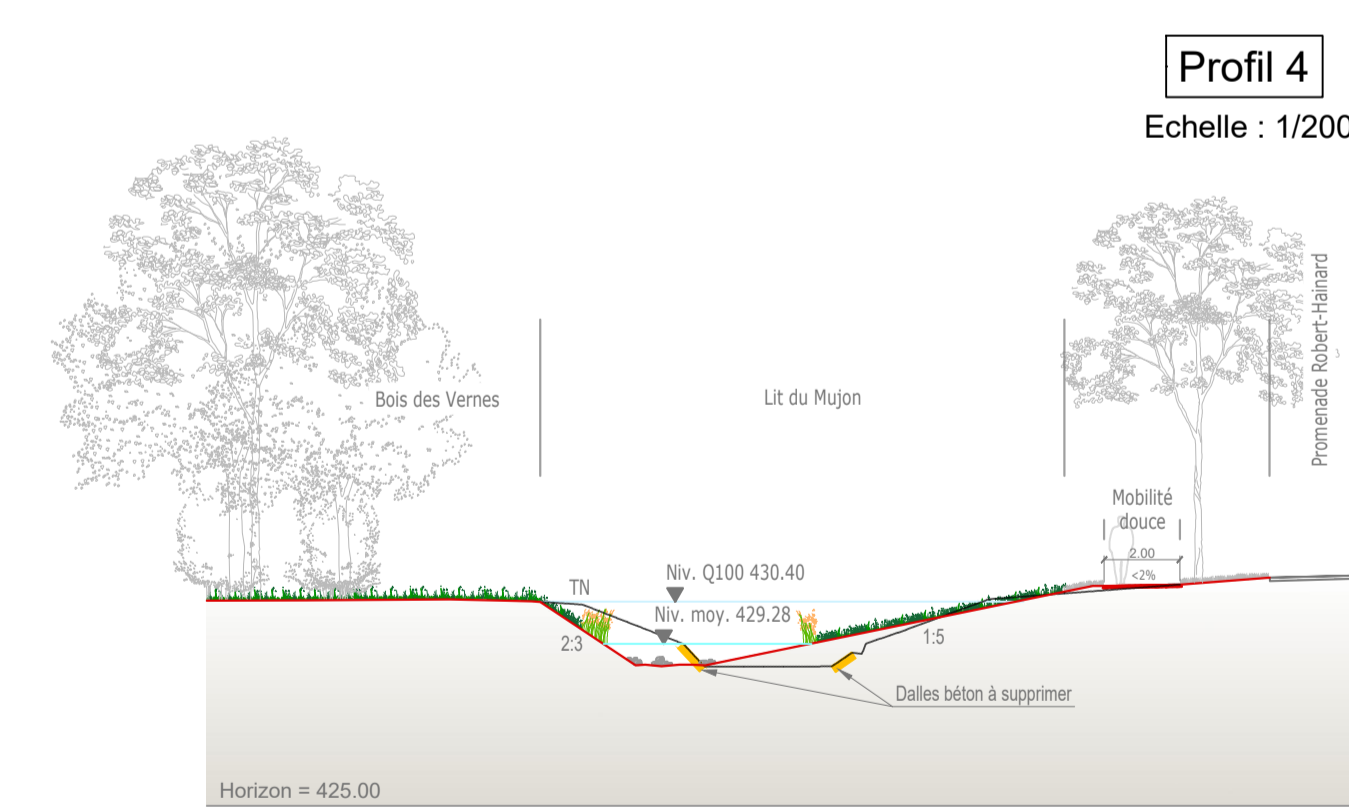 Profil 4
Echelle : 1/200
Promenade Robert-Hainard
Bois des Vernes
Lit du Mujon
Mobilité
douce
2.00
<2%
TN
Niv. Q100 430.40
Niv. moy. 429.28
2:3
1:5
Dalles béton à supprimer
Horizon = 425.00